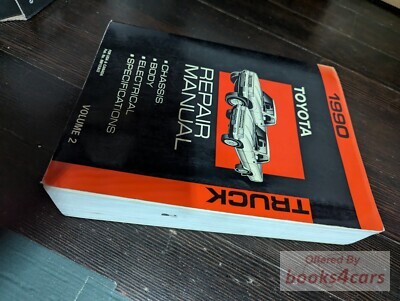 1990
TOYOTA
TRUCK
REPAIR
MANUAL
• CHASSIS
• BODY
• ELECTRICAL
• SPECIFICATIONS
VOLUME 2
Offered By
books4cars